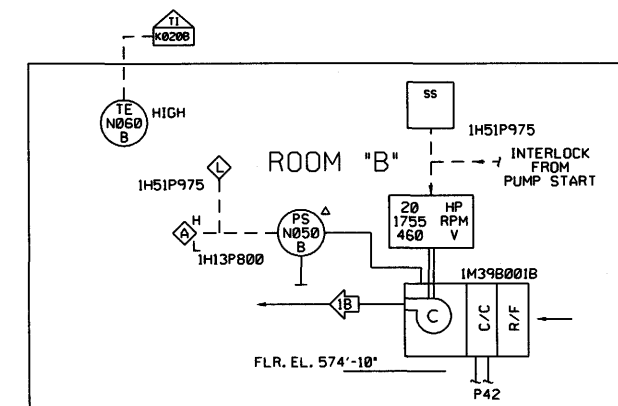 TI
K020B
TE
N060
B
HIGH
SS
1H51P975
INTERLOCK
FROM
PUMP START
ROOM "B"
L
1H51P975
20 HP
1755 RPM
460 V
PS
N050
B
A
H
L
1H13P800
1M39B001B
1B
C
C/C
R/F
FLR. EL. 574'-10"
P42